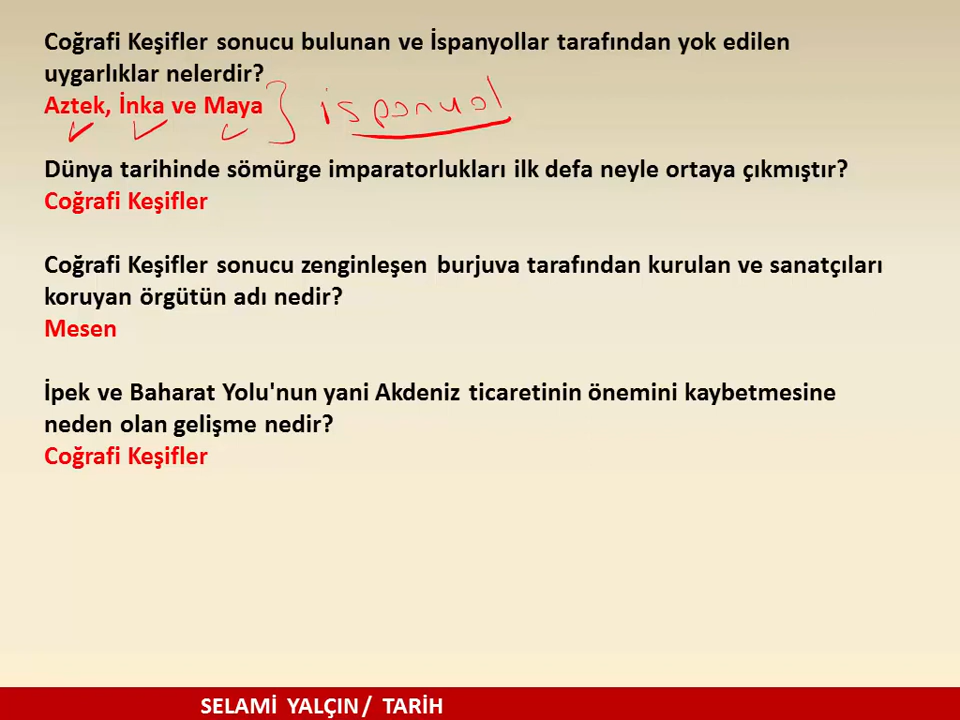 Coğrafi Keşifler sonucu bulunan ve İspanyollar tarafından yok edilen
uygarlıklar nelerdir?
Aztek, İnka ve Maya } ispanyol
Dünya tarihinde sömürge imparatorlukları ilk defa neyle ortaya çıkmıştır?
Coğrafi Keşifler
Coğrafi Keşifler sonucu zenginleşen burjuva tarafından kurulan ve sanatçıları
koruyan örgütün adı nedir?
Mesen
İpek ve Baharat Yolu'nun yani Akdeniz ticaretinin önemini kaybetmesine
neden olan gelişme nedir?
Coğrafi Keşifler
SELAMİ YALÇIN / TARİH